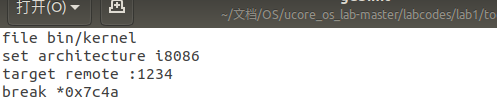 打开(O)
~/文档/OS/ucore_os_lab-master/labcodes/lab1/to
file bin/kernel
set architecture i8086
target remote :1234
break *0x7c4a